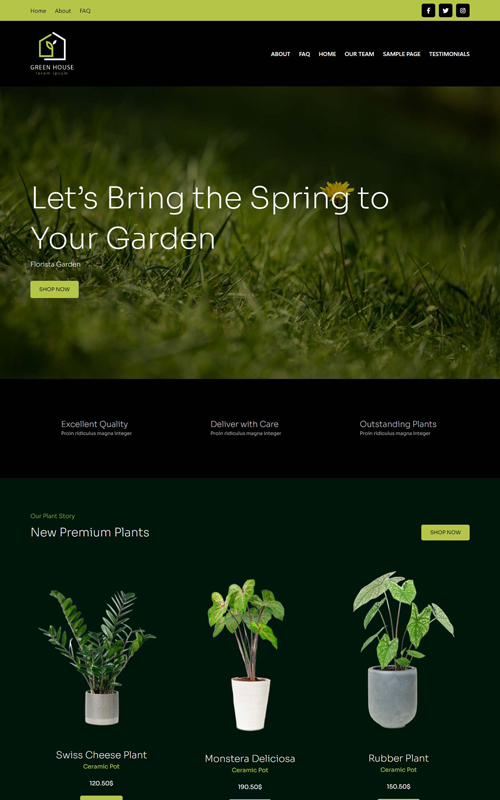 Home About FAQ
GREEN HOUSE
lorem ipsum
ABOUT FAQ HOME OUR TEAM SAMPLE PAGE TESTIMONIALS
Let's Bring the Spring to
Your Garden
Florista Garden
SHOP NOW
Excellent Quality Deliver with Care Outstanding Plants
Proin ridiculus magna integer Proin ridiculus magna integer Proin ridiculus magna integer
Our Plant Story
New Premium Plants
SHOP NOW
Swiss Cheese Plant Monstera Deliciosa Rubber Plant
Ceramic Pot Ceramic Pot Ceramic Pot
120.50$ 190.50$ 150.50$